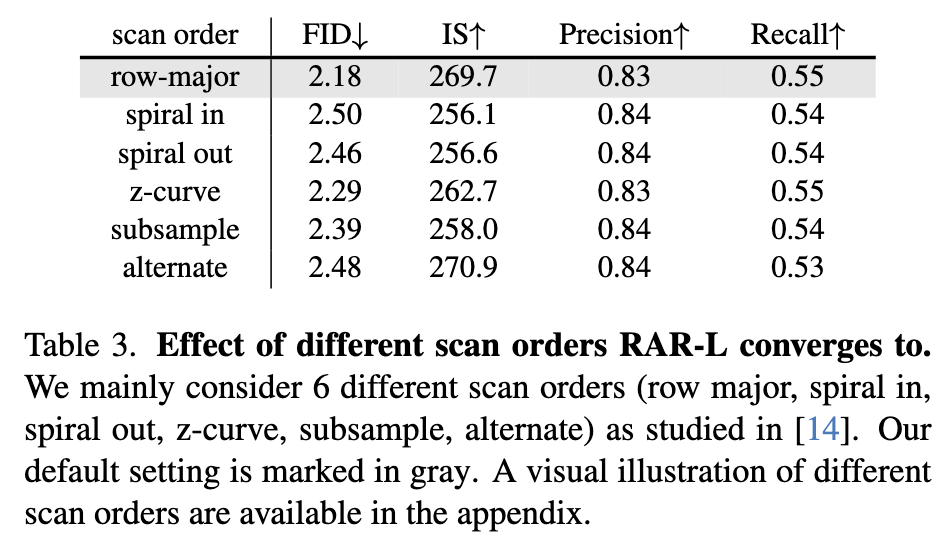 scan order FID↓ IS↑ Precision↑ Recall↑
row-major 2.18 269.7 0.83 0.55
spiral in 2.50 256.1 0.84 0.54
spiral out 2.46 256.6 0.84 0.54
z-curve 2.29 262.7 0.83 0.55
subsample 2.39 258.0 0.84 0.54
alternate 2.48 270.9 0.84 0.53
Table 3. Effect of different scan orders RAR-L converges to.
We mainly consider 6 different scan orders (row major, spiral in,
spiral out, z-curve, subsample, alternate) as studied in [14]. Our
default setting is marked in gray. A visual illustration of different
scan orders are available in the appendix.